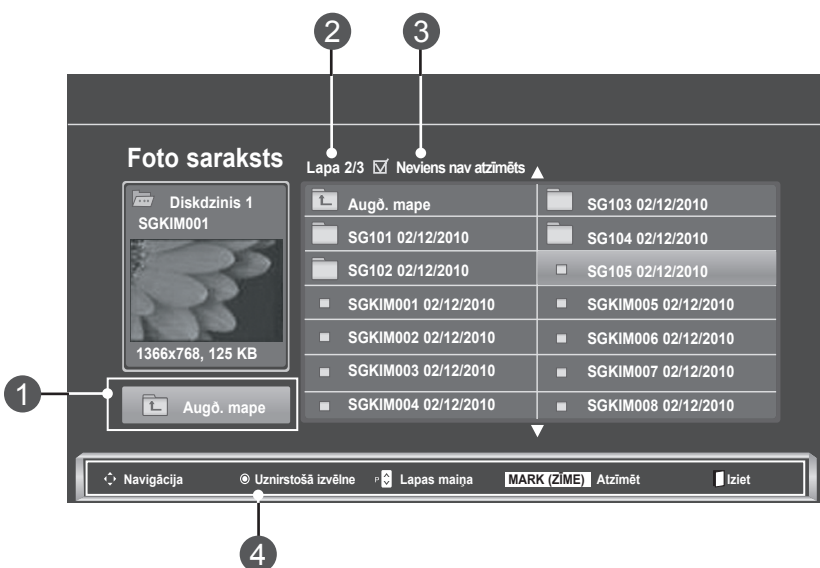 2 3
Foto saraksts
Lapa 2/3 Neviens nav atzīmēts
Diskdzinis 1
SGKIM001
1366x768, 125 KB
1
Augð. mape
Augð. mape
SG101 02/12/2010
SG102 02/12/2010
SGKIM001 02/12/2010
SGKIM002 02/12/2010
SGKIM003 02/12/2010
SGKIM004 02/12/2010
SG103 02/12/2010
SG104 02/12/2010
SG105 02/12/2010
SGKIM005 02/12/2010
SGKIM006 02/12/2010
SGKIM007 02/12/2010
SGKIM008 02/12/2010
Navigācija Uznirstošā izvēlne P Lapas maiņa MARK (ZĪME) Atzīmēt Iziet
4